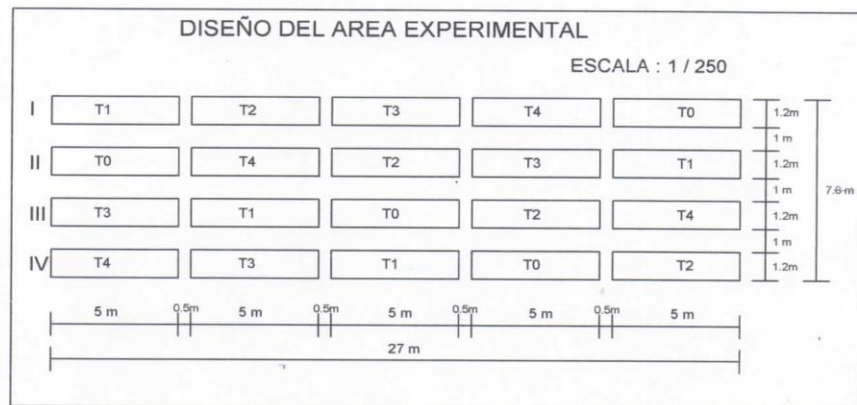 DISEÑO DEL AREA EXPERIMENTAL
ESCALA : 1 / 250
I T1 T2 T3 T4 T0 1.2m
1 m
II T0 T4 T2 T3 T1 1.2m
1 m 7.6 m
III T3 T1 T0 T2 T4 1.2m
1 m
IV T4 T3 T1 T0 T2 1.2m
5 m 0.5m 5 m 0.5m 5 m 0.5m 5 m 0.5m 5 m
27 m